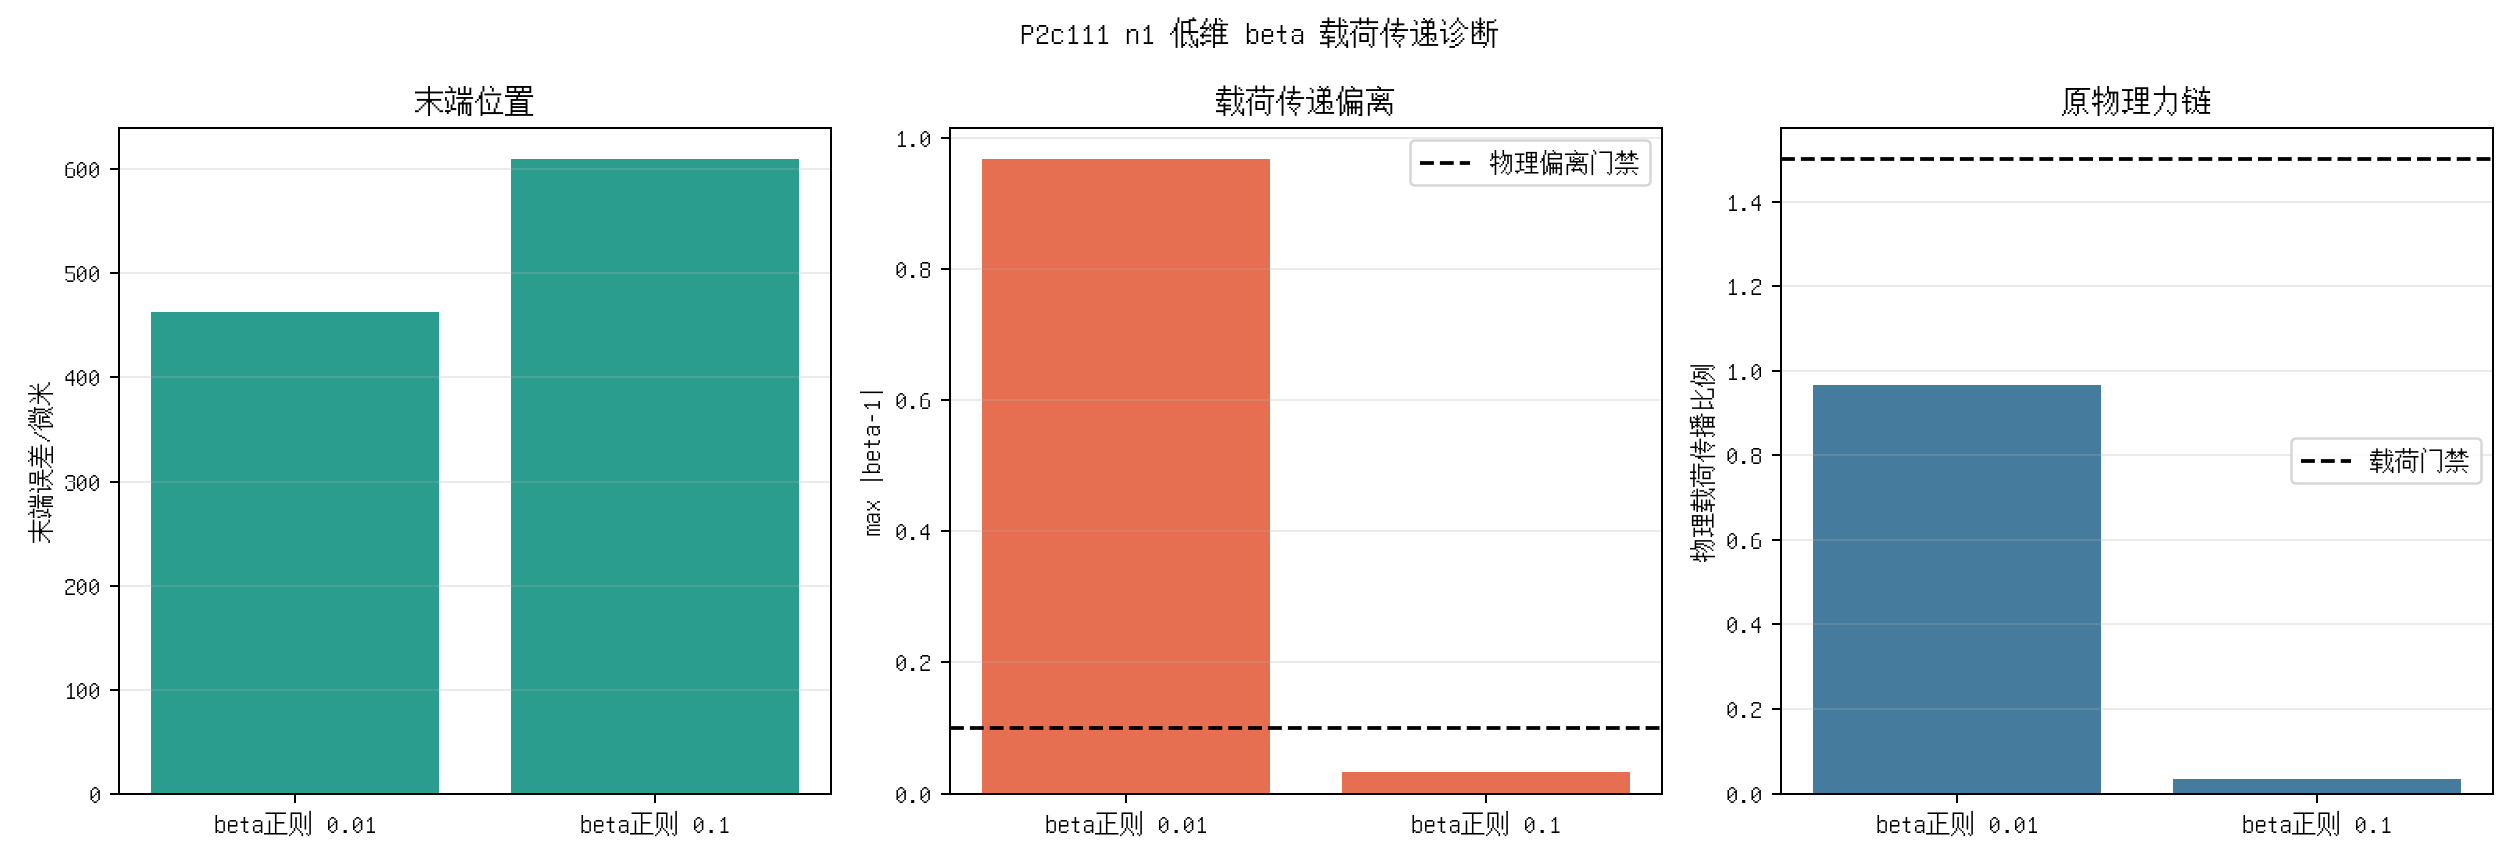 P2c111 n1 低维 beta 载荷传递诊断
末端位置
末端误差/微米
600
500
400
300
200
100
0
beta正则 0.01
beta正则 0.1
载荷传递偏离
max |beta-1|
1.0
0.8
0.6
0.4
0.2
0.0
物理偏离门禁
beta正则 0.01
beta正则 0.1
原物理力链
物理载荷传播比例
1.4
1.2
1.0
0.8
0.6
0.4
0.2
0.0
载荷门禁
beta正则 0.01
beta正则 0.1